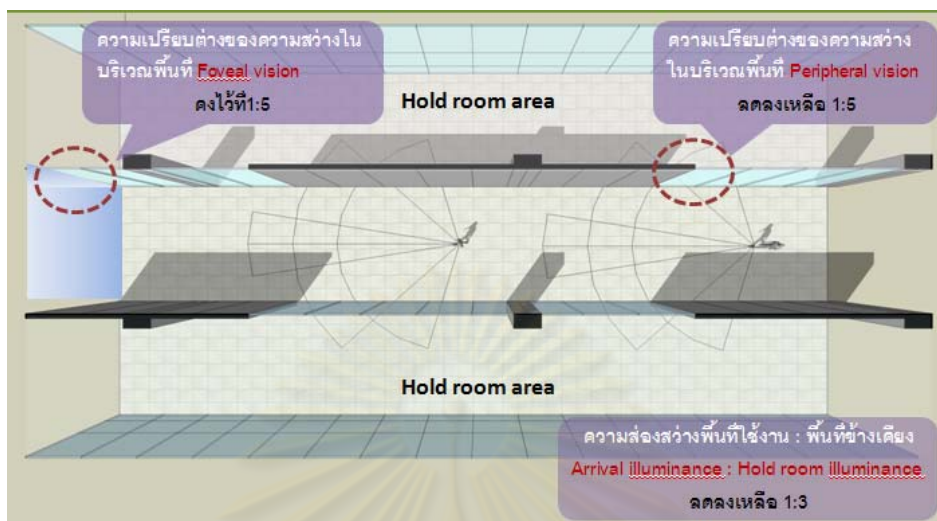 ความเปรียบต่างของความสว่างใน
บริเวณพื้นที่ Foveal vision
คงไว้ที่1:5
ความเปรียบต่างของความสว่าง
ในบริเวณพื้นที่ Peripheral vision
ลดลงเหลือ 1:5
Hold room area
Hold room area
ความส่องสว่างพื้นที่ใช้งาน : พื้นที่ข้างเคียง
Arrival illuminance : Hold room illuminance
ลดลงเหลือ 1:3